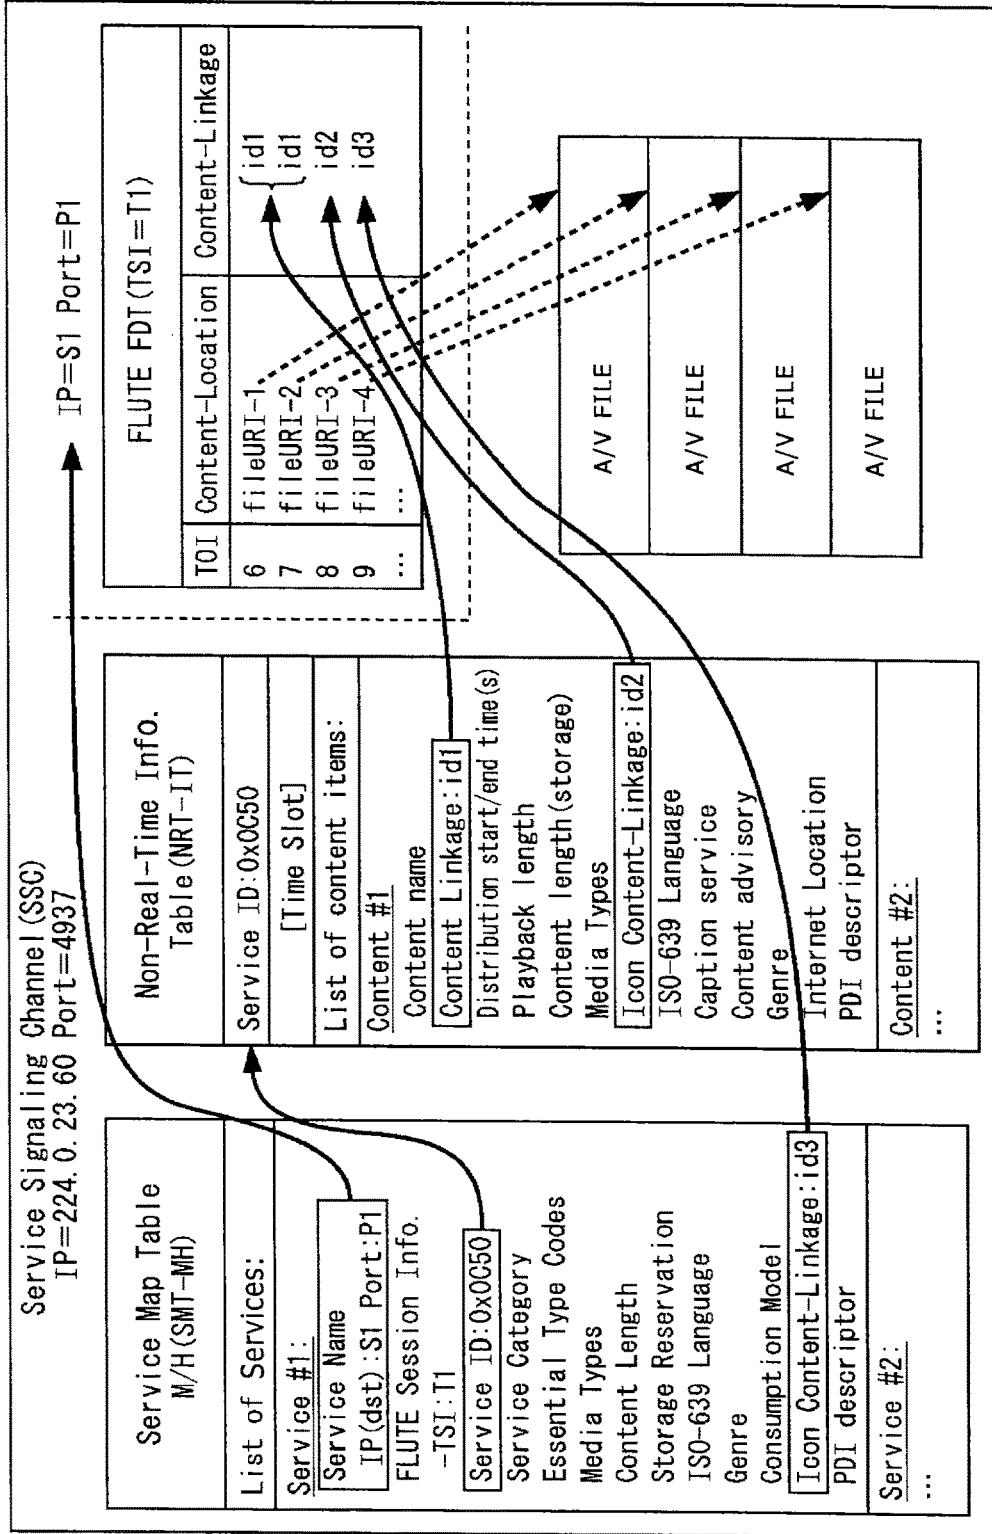 Service Signaling Channel(SSC)
IP=224.0.23.60 Port=4937
Service Map Table
M/H(SMT-MH)
List of Services:
Service #1:
Service Name
IP(dst):S1 Port:P1
FLUTE Session Info.
-TSI:T1
Service ID:0x0C50
Service Category
Essential Type Codes
Media Types
Content Length
Storage Reservation
ISO-639 Language
Genre
Consumption Model
Icon Content-Linkage:id3
PDI descriptor
Service #2:
...
Non-Real-Time Info.
Table(NRT-IT)
Service ID:0x0C50
[Time Slot]
List of content items:
Content #1
Content name
Content Linkage:id1
Distribution start/end time(s)
Playback length
Content length(storage)
Media Types
Icon Content-Linkage:id2
ISO-639 Language
Caption service
Content advisory
Genre
Internet Location
PDI descriptor
Content #2:
...
IP=S1 Port=P1
FLUTE FDT(TSI=T1)
TOI Content-Location Content-Linkage
6 fileURI-1 id1
7 fileURI-2 id1
8 fileURI-3 id2
9 fileURI-4 id3
... ...
A/V FILE
A/V FILE
A/V FILE
A/V FILE